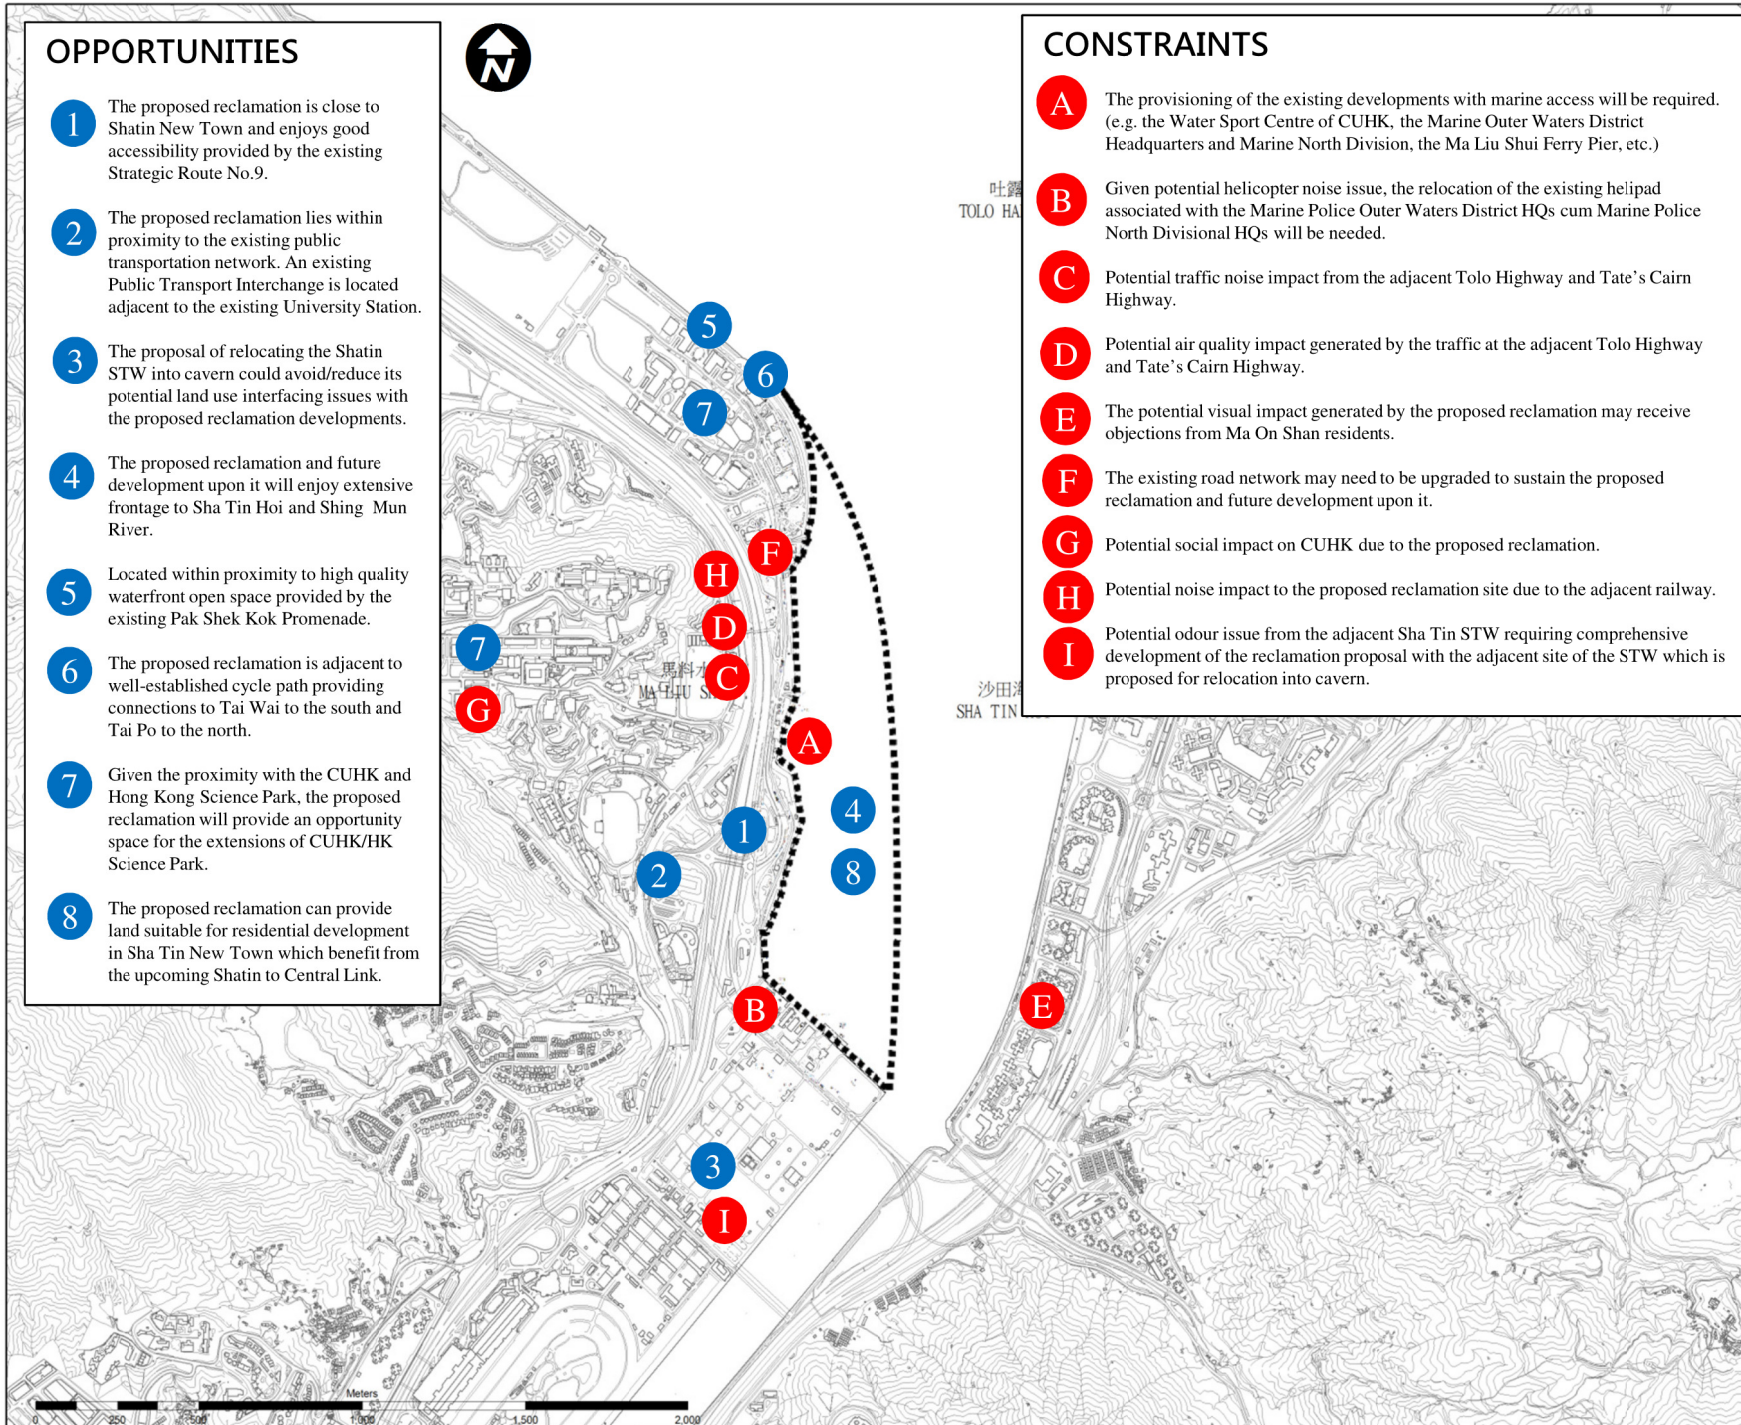 OPPORTUNITIES
1
The proposed reclamation is close to
Shatin New Town and enjoys good
accessibility provided by the existing
Strategic Route No.9.
2
The proposed reclamation lies within
proximity to the existing public
transportation network. An existing
Public Transport Interchange is located
adjacent to the existing University Station.
3
The proposal of relocating the Shatin
STW into cavern could avoid/reduce its
potential land use interfacing issues with
the proposed reclamation developments.
4
The proposed reclamation and future
development upon it will enjoy extensive
frontage to Sha Tin Hoi and Shing Mun
River.
5
Located within proximity to high quality
waterfront open space provided by the
existing Pak Shek Kok Promenade.
6
The proposed reclamation is adjacent to
well-established cycle path providing
connections to Tai Wai to the south and
Tai Po to the north.
7
Given the proximity with the CUHK and
Hong Kong Science Park, the proposed
reclamation will provide an opportunity
space for the extensions of CUHK/HK
Science Park.
8
The proposed reclamation can provide
land suitable for residential development
in Sha Tin New Town which benefit from
the upcoming Shatin to Central Link.
N
CONSTRAINTS
A
The provisioning of the existing developments with marine access will be required.
(e.g. the Water Sport Centre of CUHK, the Marine Outer Waters District
Headquarters and Marine North Division, the Ma Liu Shui Ferry Pier, etc.)
B
Given potential helicopter noise issue, the relocation of the existing helipad
associated with the Marine Police Outer Waters District HQs cum Marine Police
North Divisional HQs will be needed.
C
Potential traffic noise impact from the adjacent Tolo Highway and Tate's Cairn
Highway.
D
Potential air quality impact generated by the traffic at the adjacent Tolo Highway
and Tate's Cairn Highway.
E
The potential visual impact generated by the proposed reclamation may receive
objections from Ma On Shan residents.
F
The existing road network may need to be upgraded to sustain the proposed
reclamation and future development upon it.
G
Potential social impact on CUHK due to the proposed reclamation.
H
Potential noise impact to the proposed reclamation site due to the adjacent railway.
I
Potential odour issue from the adjacent Sha Tin STW requiring comprehensive
development of the reclamation proposal with the adjacent site of the STW which is
proposed for relocation into cavern.
吐露
TOLO HA
5
6
7
F
H
D
7
馬料水
C
MA LIU S
G
沙田
SHA TIN
A
4
1
8
2
B
E
3
I
Meters
0
250
500
1,000
1,500
2,000